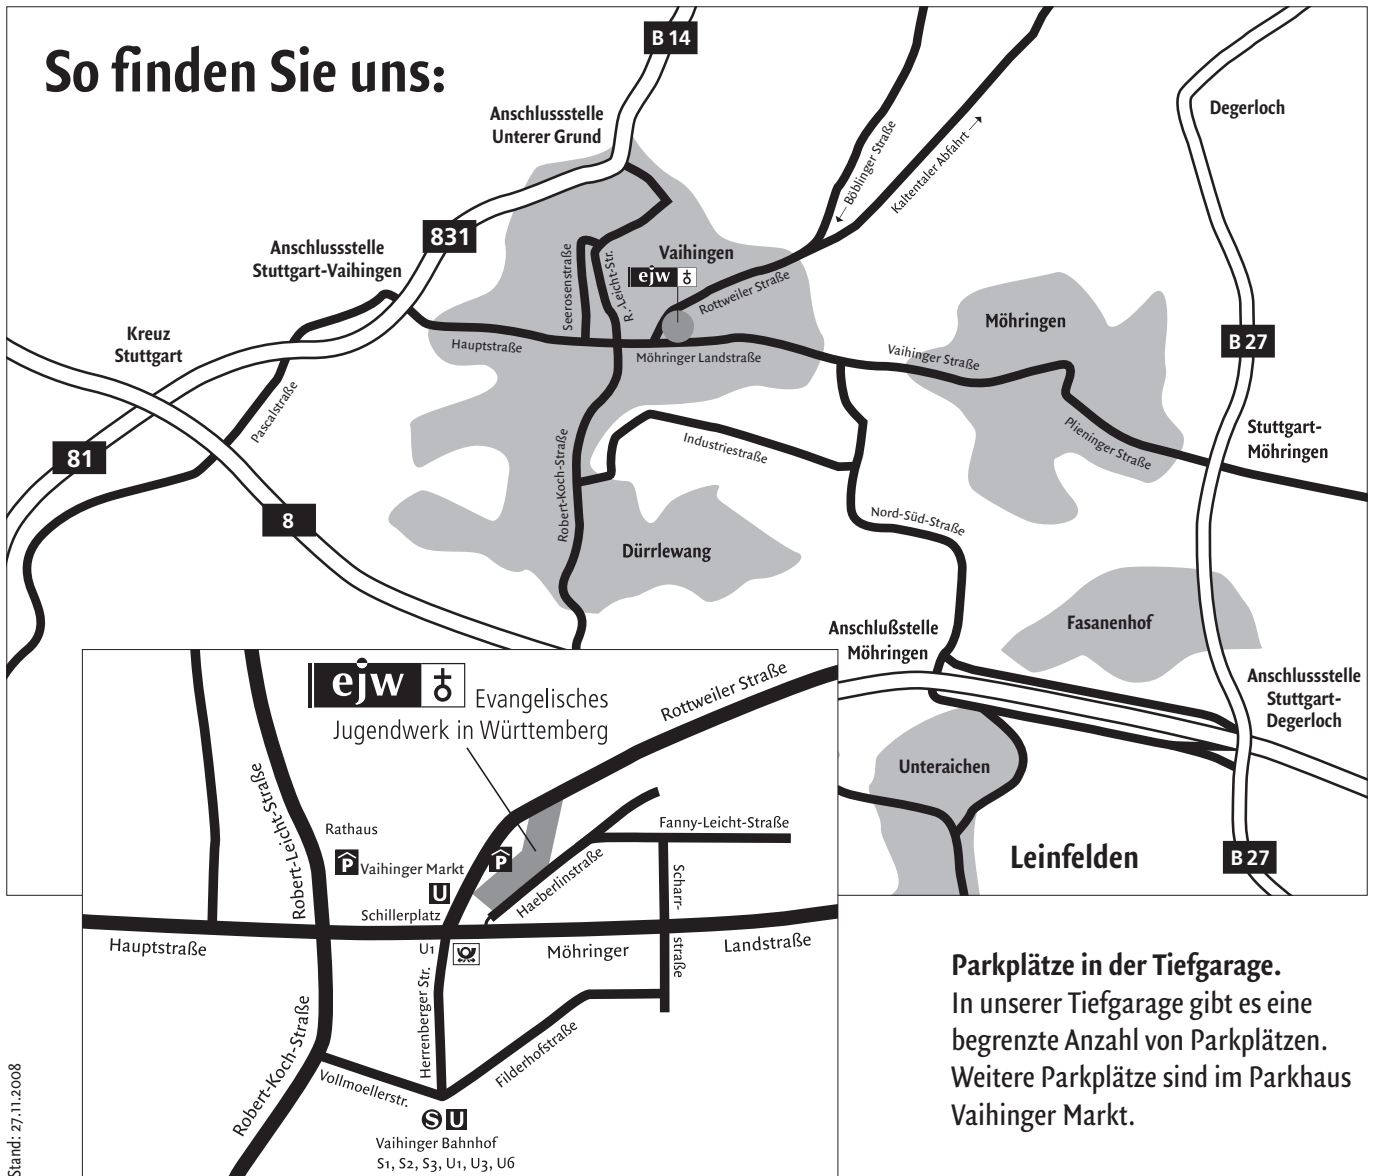 So finden Sie uns:
B 14
Anschlussstelle
Unterer Grund
Degerloch
Böblinger Straße
Kaltentaler Abfahrt
831
Anschlussstelle
Stuttgart-Vaihingen
Vaihingen
ejw
Seerosenstraße
R.-Leicht-Str.
Rottweiler Straße
Möhringen
Kreuz
Stuttgart
Hauptstraße
Möhringer Landstraße
Vaihinger Straße
B 27
Pascalstraße
81
8
Robert-Koch-Straße
Industriestraße
Plieninger Straße
Stuttgart-
Möhringen
Nord-Süd-Straße
Dürrlewang
Fasanenhof
Anschlußstelle
Möhringen
Anschlussstelle
Stuttgart-
Degerloch
Unteraichen
Leinfelden
B 27
ejw
Evangelisches
Jugendwerk in Württemberg
Rottweiler Straße
Robert-Leicht-Straße
Rathaus
P
Vaihinger Markt
P
U
Schillerplatz
Fanny-Leicht-Straße
Haeberlinstraße
Scharr-
straße
Hauptstraße
U1
Möhringer
Landstraße
Herrenberger Str.
Robert-Koch-Straße
Vollmoellerstr.
Filderhofstraße
S U
Vaihinger Bahnhof
S1, S2, S3, U1, U3, U6
Parkplätze in der Tiefgarage.
In unserer Tiefgarage gibt es eine
begrenzte Anzahl von Parkplätzen.
Weitere Parkplätze sind im Parkhaus
Vaihinger Markt.
Stand: 27.11.2008